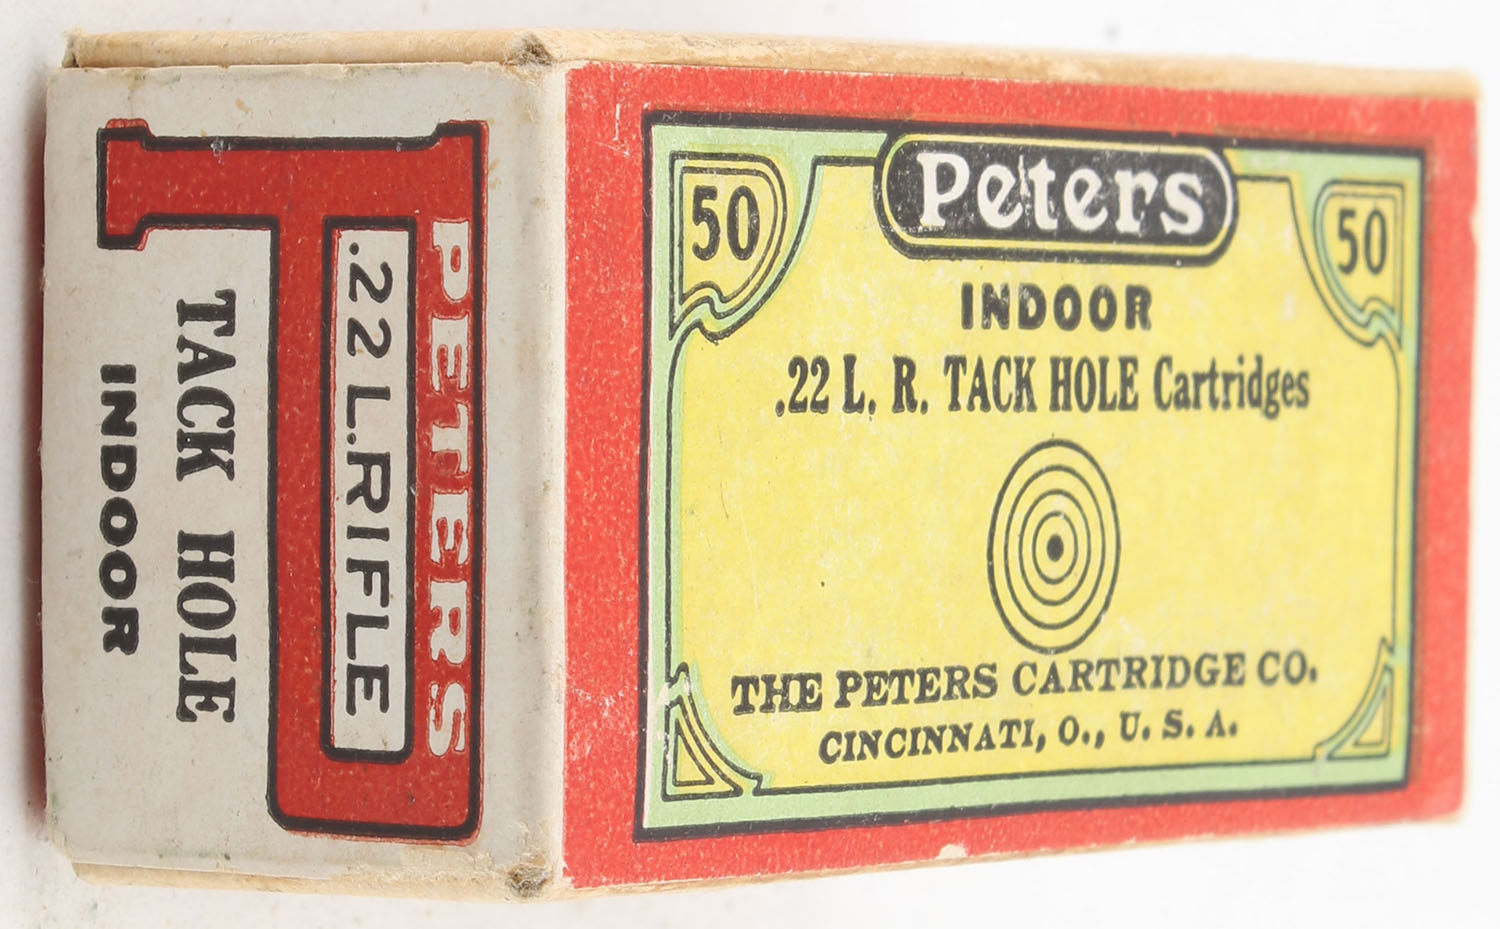 PETERS
.22 L.RIFLE
TACK HOLE
INDOOR
50
Peters
50
INDOOR
.22 L. R. TACK HOLE Cartridges
THE PETERS CARTRIDGE CO.
CINCINNATI, O., U. S. A.